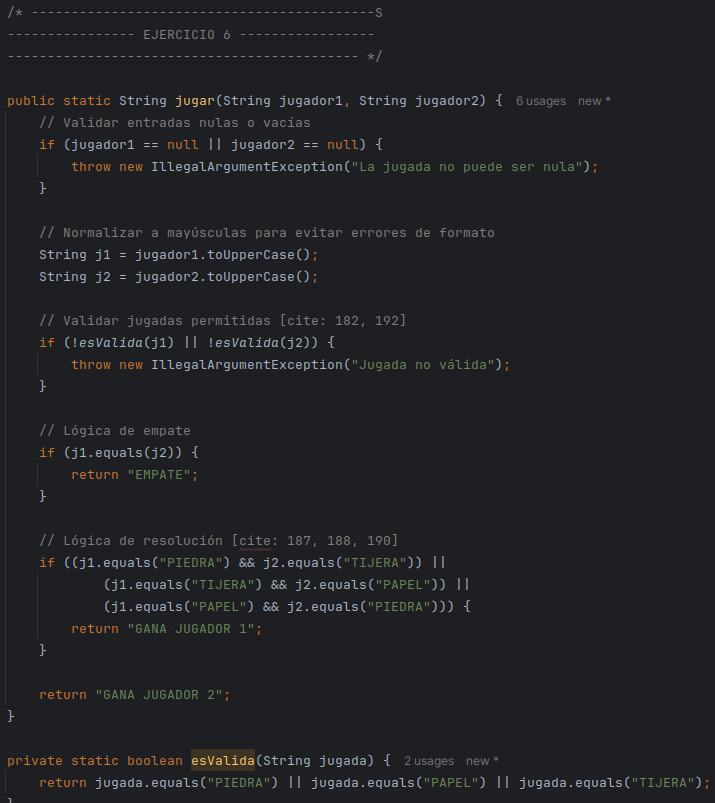 /* -------------------------------------------S
---------------- EJERCICIO 6 -----------------
-------------------------------------------- */
public static String jugar(String jugador1, String jugador2) { 6 usages new *
// Validar entradas nulas o vacías
if (jugador1 == null || jugador2 == null) {
throw new IllegalArgumentException("La jugada no puede ser nula");
}
// Normalizar a mayúsculas para evitar errores de formato
String j1 = jugador1.toUpperCase();
String j2 = jugador2.toUpperCase();
// Validar jugadas permitidas [cite: 182, 192]
if (!esValida(j1) || !esValida(j2)) {
throw new IllegalArgumentException("Jugada no válida");
}
// Lógica de empate
if (j1.equals(j2)) {
return "EMPATE";
}
// Lógica de resolución [cite: 187, 188, 190]
if ((j1.equals("PIEDRA") && j2.equals("TIJERA")) ||
(j1.equals("TIJERA") && j2.equals("PAPEL")) ||
(j1.equals("PAPEL") && j2.equals("PIEDRA"))) {
return "GANA JUGADOR 1";
}
return "GANA JUGADOR 2";
}
private static boolean esValida(String jugada) { 2 usages new *
return jugada.equals("PIEDRA") || jugada.equals("PAPEL") || jugada.equals("TIJERA");
}